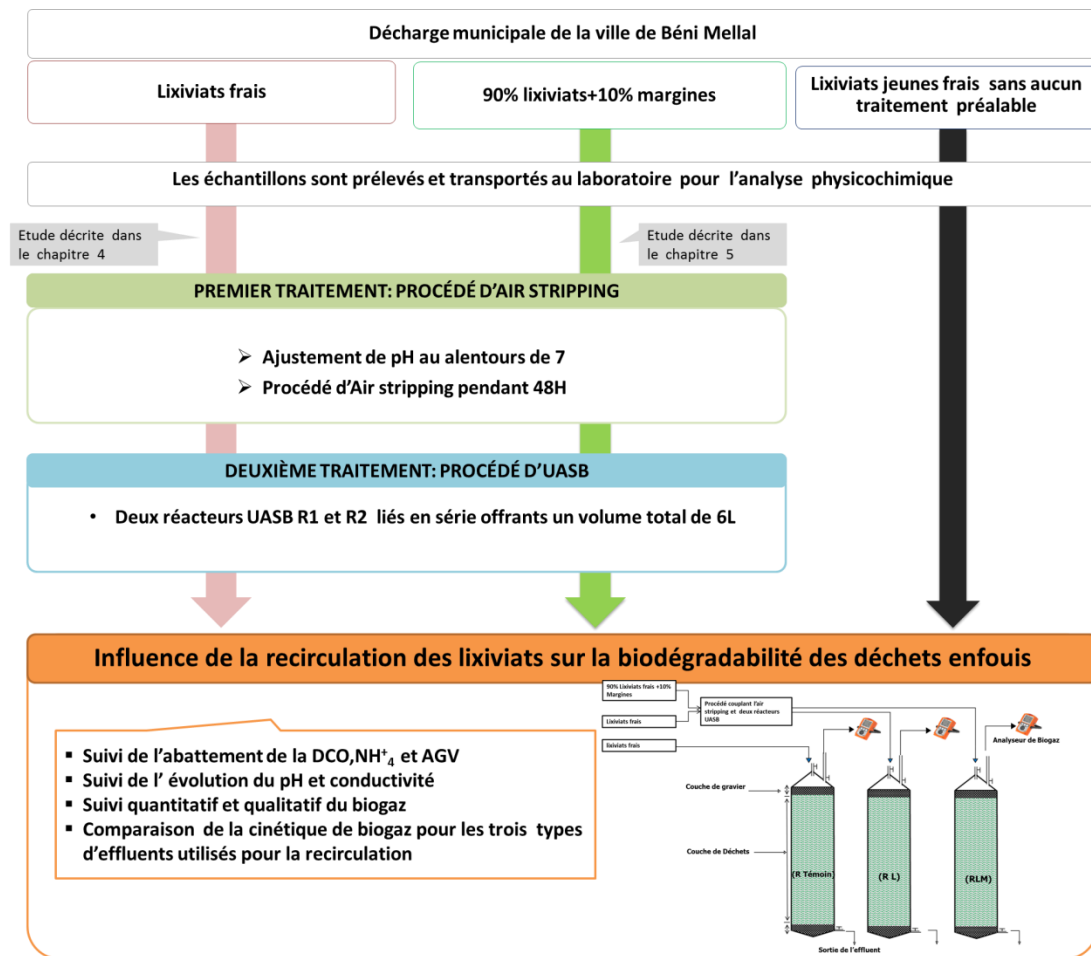 Décharge municipale de la ville de Béni Mellal
Lixiviats frais
90% lixiviats+10% margines
Lixiviats jeunes frais sans aucun
traitement préalable
Les échantillons sont prélevés et transportés au laboratoire pour l'analyse physicochimique
Etude décrite dans
le chapitre 4
Etude décrite dans
le chapitre 5
PREMIER TRAITEMENT: PROCÉDÉ D'AIR STRIPPING
➢ Ajustement de pH au alentours de 7
➢ Procédé d'Air stripping pendant 48H
DEUXIÈME TRAITEMENT: PROCÉDÉ D'UASB
• Deux réacteurs UASB R1 et R2 liés en série offrants un volume total de 6L
Influence de la recirculation des lixiviats sur la biodégradabilité des déchets enfouis
▪ Suivi de l'abattement de la DCO,NH⁺₄ et AGV
▪ Suivi de l' évolution du pH et conductivité
▪ Suivi quantitatif et qualitatif du biogaz
▪ Comparaison de la cinétique de biogaz pour les trois types
d'effluents utilisés pour la recirculation
90% Lixiviats frais +10%
Margines
Lixiviats frais
lixiviats frais
Procédé couplant l'air
stripping et deux réacteurs
UASB
Analyseur de Biogaz
Couche de gravier
Couche de Déchets
(R Témoin)
(R L)
(RLM)
Sortie de l'effluent